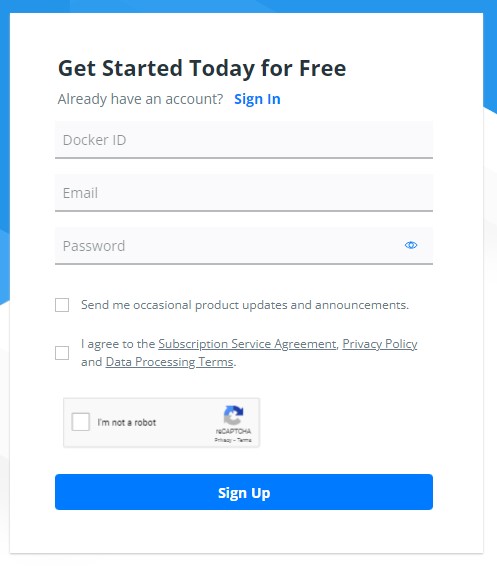 Get Started Today for Free
Already have an account? Sign In
Docker ID
Email
Password
Send me occasional product updates and announcements.
I agree to the Subscription Service Agreement, Privacy Policy
and Data Processing Terms.
I'm not a robot
reCAPTCHA
Privacy - Terms
Sign Up